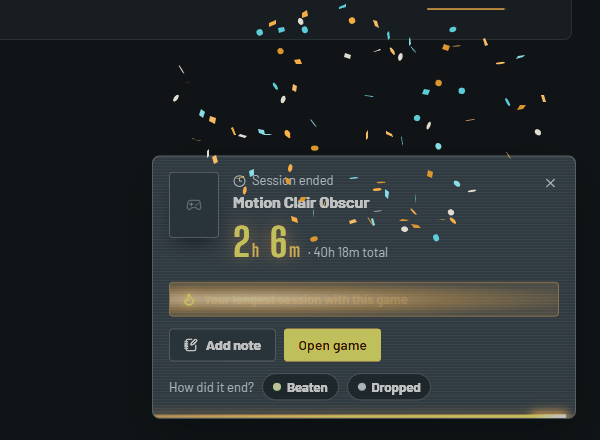 Session ended
Motion Clair Obscur
2h 6m · 40h 18m total
Your longest session with this game
Add note
Open game
How did it end?
Beaten
Dropped